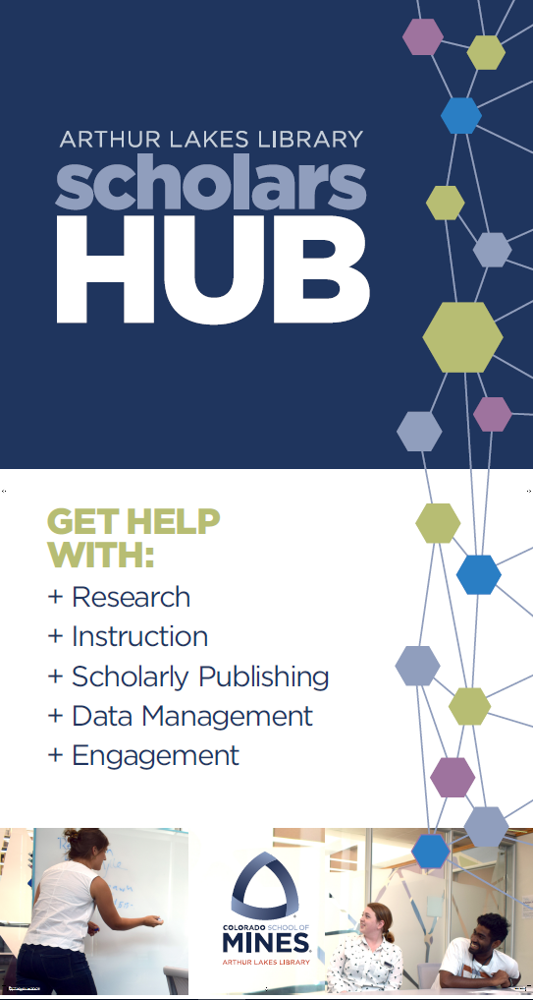 ARTHUR LAKES LIBRARY
scholars
HUB
GET HELP
WITH:
+ Research
+ Instruction
+ Scholarly Publishing
+ Data Management
+ Engagement
COLORADO SCHOOL OF
MINES®
ARTHUR LAKES LIBRARY